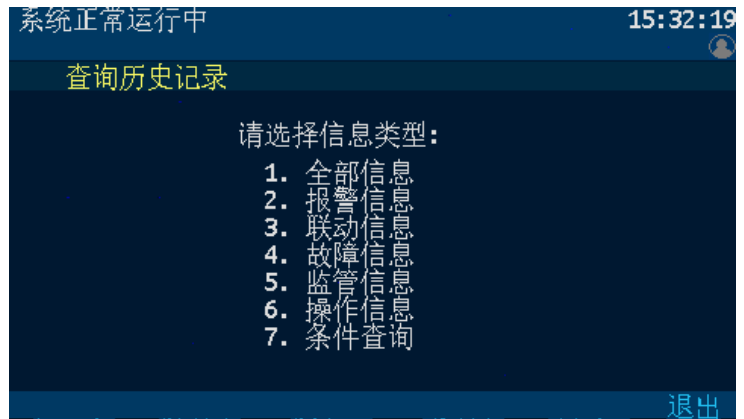 系统正常运行中 15:32:19
查询历史记录
请选择信息类型:
1. 全部信息
2. 报警信息
3. 联动信息
4. 故障信息
5. 监管信息
6. 操作信息
7. 条件查询
退出